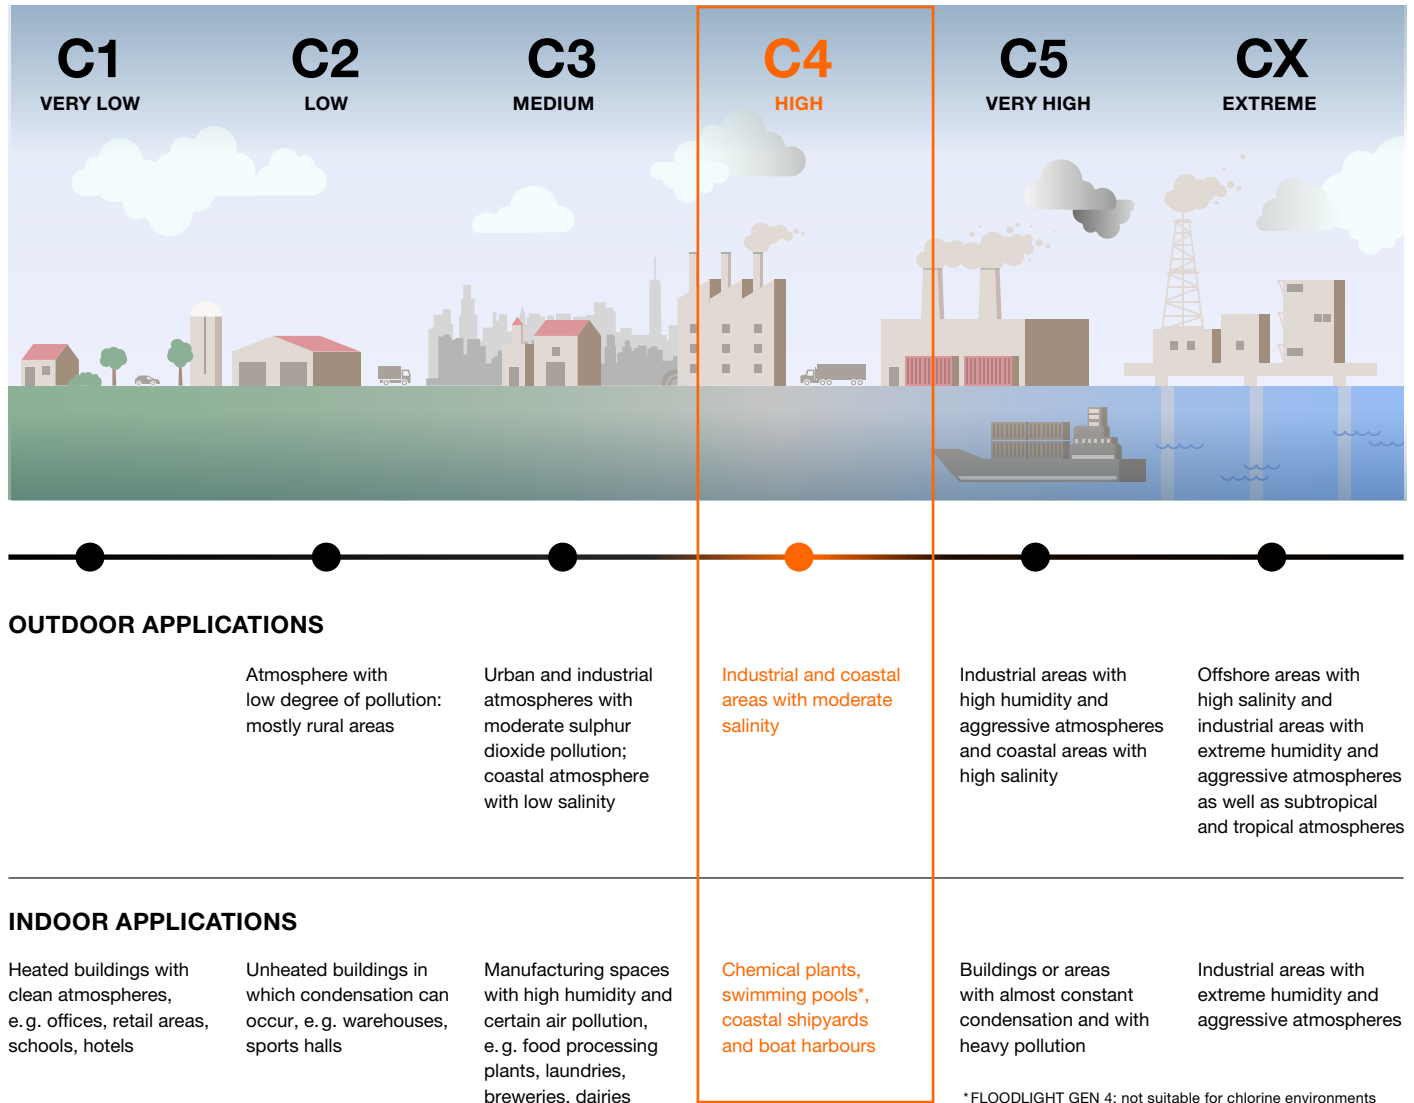 C1
VERY LOW
C2
LOW
C3
MEDIUM
C4
HIGH
C5
VERY HIGH
CX
EXTREME
OUTDOOR APPLICATIONS
Atmosphere with
low degree of pollution:
mostly rural areas
Urban and industrial
atmospheres with
moderate sulphur
dioxide pollution;
coastal atmosphere
with low salinity
Industrial and coastal
areas with moderate
salinity
Industrial areas with
high humidity and
aggressive atmospheres
and coastal areas with
high salinity
Offshore areas with
high salinity and
industrial areas with
extreme humidity and
aggressive atmospheres
as well as subtropical
and tropical atmospheres
INDOOR APPLICATIONS
Heated buildings with
clean atmospheres,
e.g. offices, retail areas,
schools, hotels
Unheated buildings in
which condensation can
occur, e.g. warehouses,
sports halls
Manufacturing spaces
with high humidity and
certain air pollution,
e.g. food processing
plants, laundries,
breweries, dairies
Chemical plants,
swimming pools*,
coastal shipyards
and boat harbours
Buildings or areas
with almost constant
condensation and with
heavy pollution
Industrial areas with
extreme humidity and
aggressive atmospheres
*FLOODLIGHT GEN 4: not suitable for chlorine environments